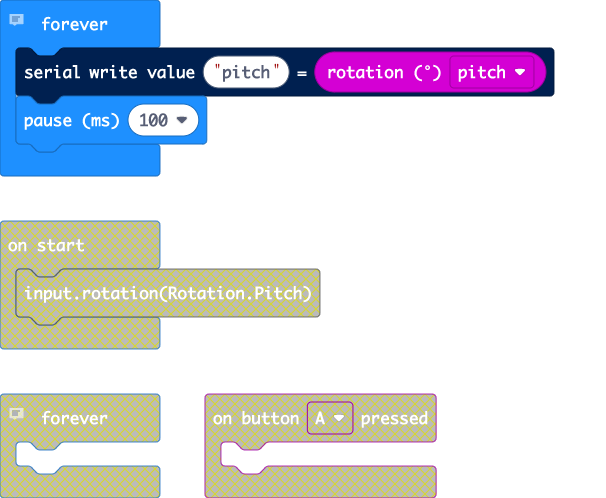 forever
serial write value "pitch" = rotation (°) pitch
pause (ms) 100
on start
input.rotation(Rotation.Pitch)
forever
on button A pressed